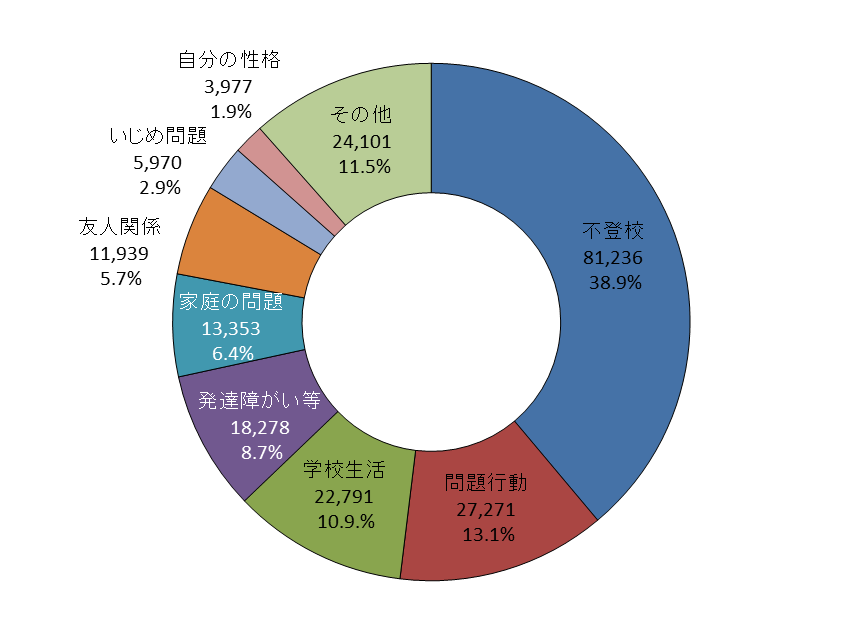 不登校
81,236
38.9%
問題行動
27,271
13.1%
学校生活
22,791
10.9.%
発達障がい等
18,278
8.7%
家庭の問題
13,353
6.4%
友人関係
11,939
5.7%
いじめ問題
5,970
2.9%
自分の性格
3,977
1.9%
その他
24,101
11.5%